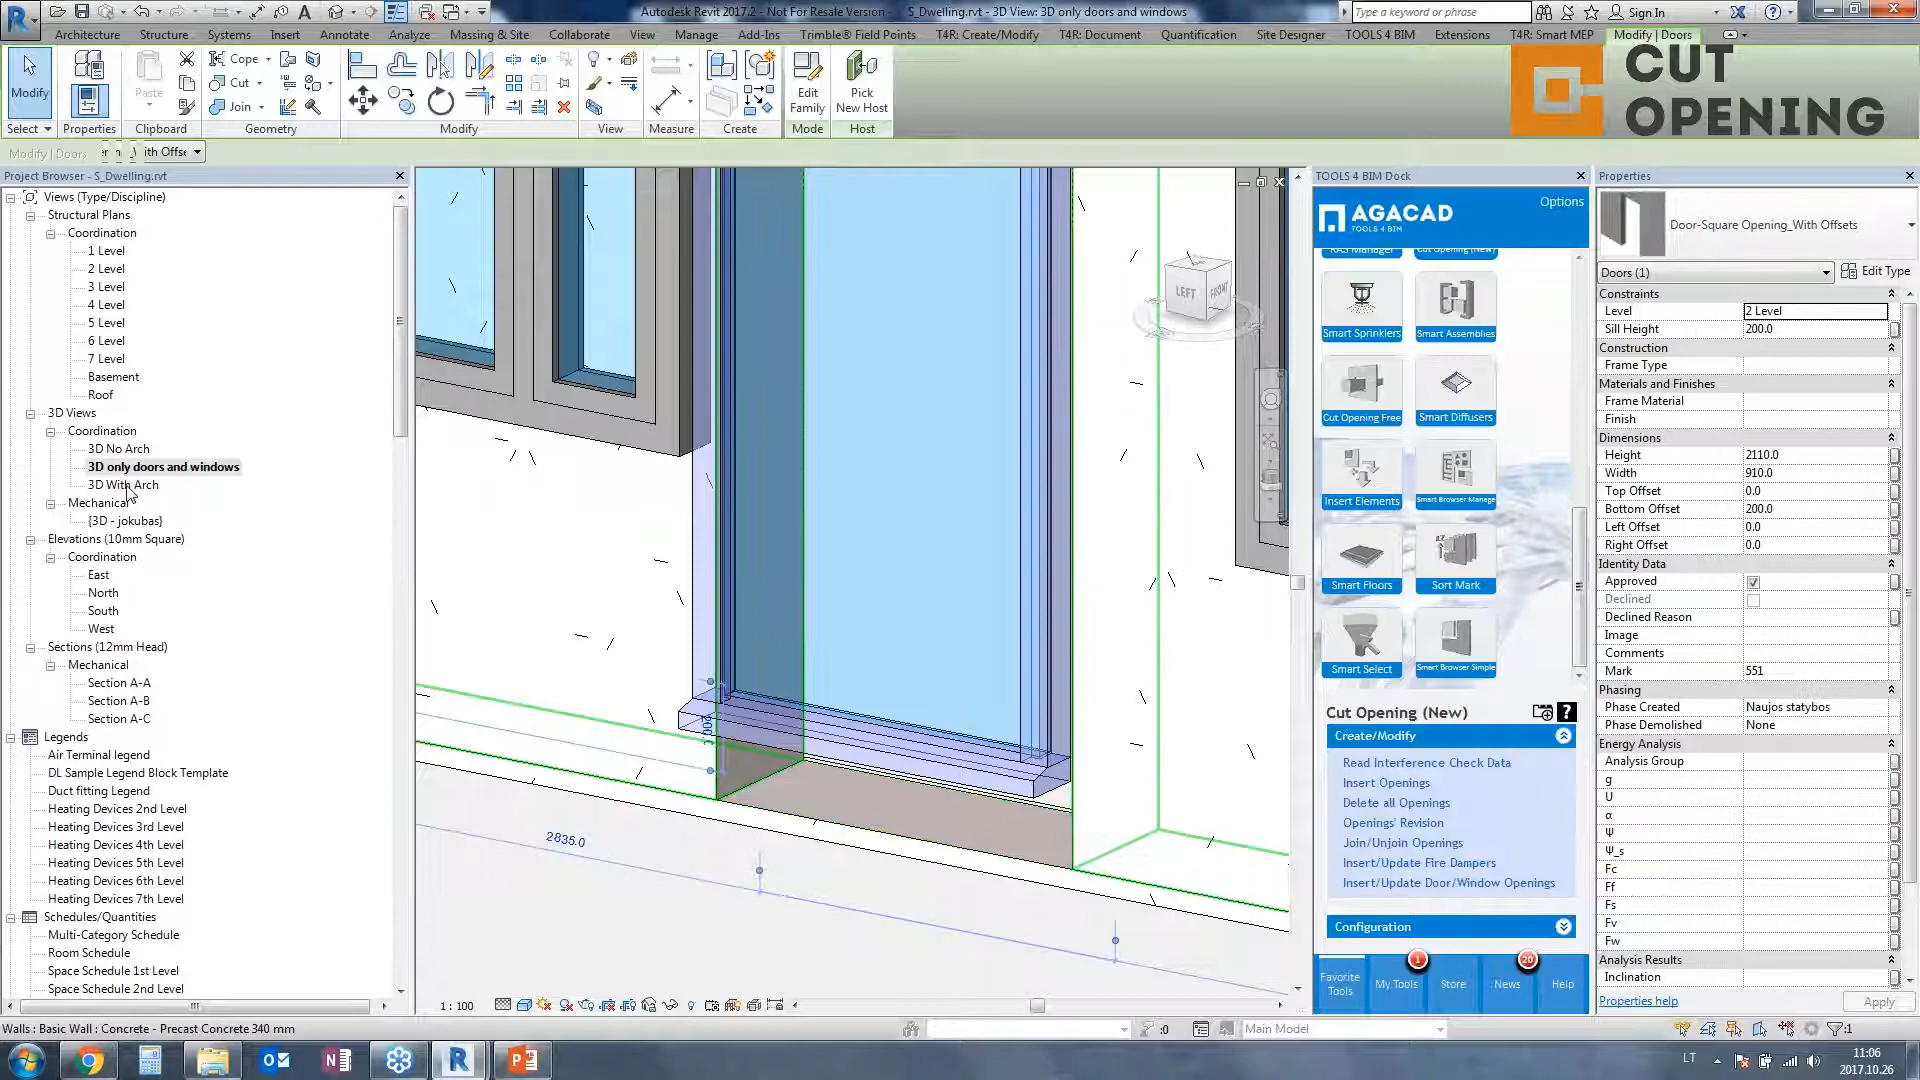 Autodesk Revit 2017.2 - Not For Resale Version - S_Dwelling.rvt - 3D View: 3D only doors and windows
Type a keyword or phrase
Sign In
Architecture Structure Systems Insert Annotate Analyze Massing & Site Collaborate View Manage Add-Ins Trimble® Field Points T4R: Create/Modify T4R: Document Quantification Site Designer TOOLS 4 BIM Extensions T4R: Smart MEP Modify | Doors
CUT
OPENING
Modify
Paste
Cope
Cut
Join
Edit
Family
Pick
New Host
Select Properties Clipboard Geometry Modify View Measure Create Mode Host
Modify | Doors
Project Browser - S_Dwelling.rvt
Views (Type/Discipline)
Structural Plans
Coordination
1 Level
2 Level
3 Level
4 Level
5 Level
6 Level
7 Level
Basement
Roof
3D Views
Coordination
3D No Arch
3D only doors and windows
3D With Arch
Mechanical
{3D - jokubas}
Elevations (10mm Square)
Coordination
East
North
South
West
Sections (12mm Head)
Mechanical
Section A-A
Section A-B
Section A-C
Legends
Air Terminal legend
DL Sample Legend Block Template
Duct fitting Legend
Heating Devices 2nd Level
Heating Devices 3rd Level
Heating Devices 4th Level
Heating Devices 5th Level
Heating Devices 6th Level
Heating Devices 7th Level
Schedules/Quantities
Multi-Category Schedule
Room Schedule
Space Schedule 1st Level
Space Schedule 2nd Level
LEFT
FRONT
2835.0
1 : 100
TOOLS 4 BIM Dock
AGACAD
TOOLS 4 BIM
Options
Smart Sprinklers
Smart Assemblies
Cut Opening Free
Smart Diffusers
Insert Elements
Smart Browser Manage
Smart Floors
Sort Mark
Smart Select
Smart Browser Simple
Cut Opening (New)
Create/Modify
Read Interference Check Data
Insert Openings
Delete all Openings
Openings' Revision
Join/Unjoin Openings
Insert/Update Fire Dampers
Insert/Update Door/Window Openings
Configuration
1
20
Favorite
Tools
My Tools
Store
News
Help
Properties
Door-Square Opening_With Offsets
Doors (1)
Edit Type
Constraints
Level 2 Level
Sill Height 200.0
Construction
Frame Type
Materials and Finishes
Frame Material
Finish
Dimensions
Height 2110.0
Width 910.0
Top Offset 0.0
Bottom Offset 200.0
Left Offset 0.0
Right Offset 0.0
Identity Data
Approved
Declined
Declined Reason
Image
Comments
Mark 551
Phasing
Phase Created Naujos statybos
Phase Demolished None
Energy Analysis
Analysis Group
g
U
α
Ψ
Ψ_s
Fc
Ff
Fs
Fv
Fw
Analysis Results
Inclination
Properties help
Apply
Walls : Basic Wall : Concrete - Precast Concrete 340 mm
:0
Main Model
:1
LT
11:06
2017.10.26